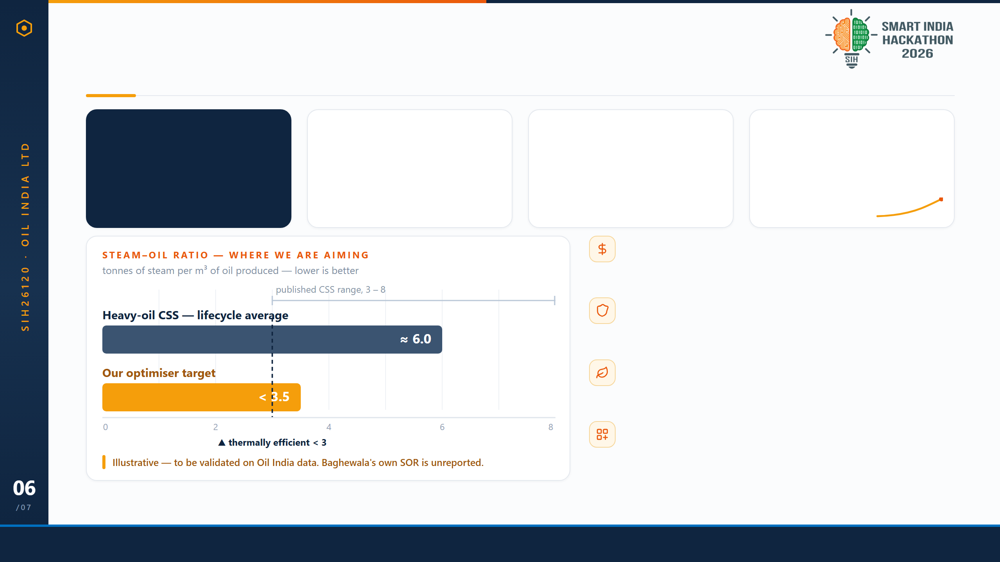 SMART INDIA
HACKATHON
2026
SIH
SIH26120 · OIL INDIA LTD
STEAM–OIL RATIO — WHERE WE ARE AIMING
tonnes of steam per m³ of oil produced — lower is better
published CSS range, 3 – 8
Heavy-oil CSS — lifecycle average
≈ 6.0
Our optimiser target
< 3.5
0 2 4 6 8
▲ thermally efficient < 3
Illustrative — to be validated on Oil India data. Baghewala's own SOR is unreported.
06
/07